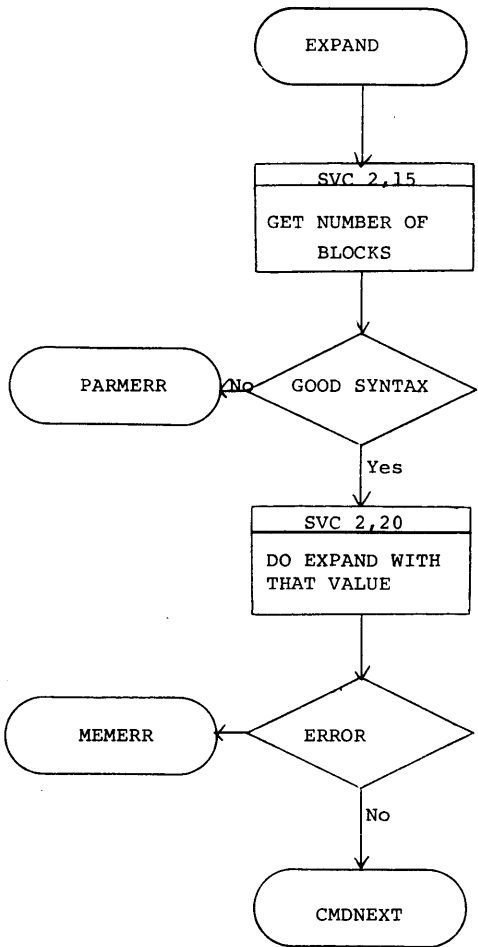 EXPAND
SVC 2,15
GET NUMBER OF
BLOCKS
GOOD SYNTAX
No
PARMERR
Yes
SVC 2,20
DO EXPAND WITH
THAT VALUE
ERROR
MEMERR
No
CMDNEXT